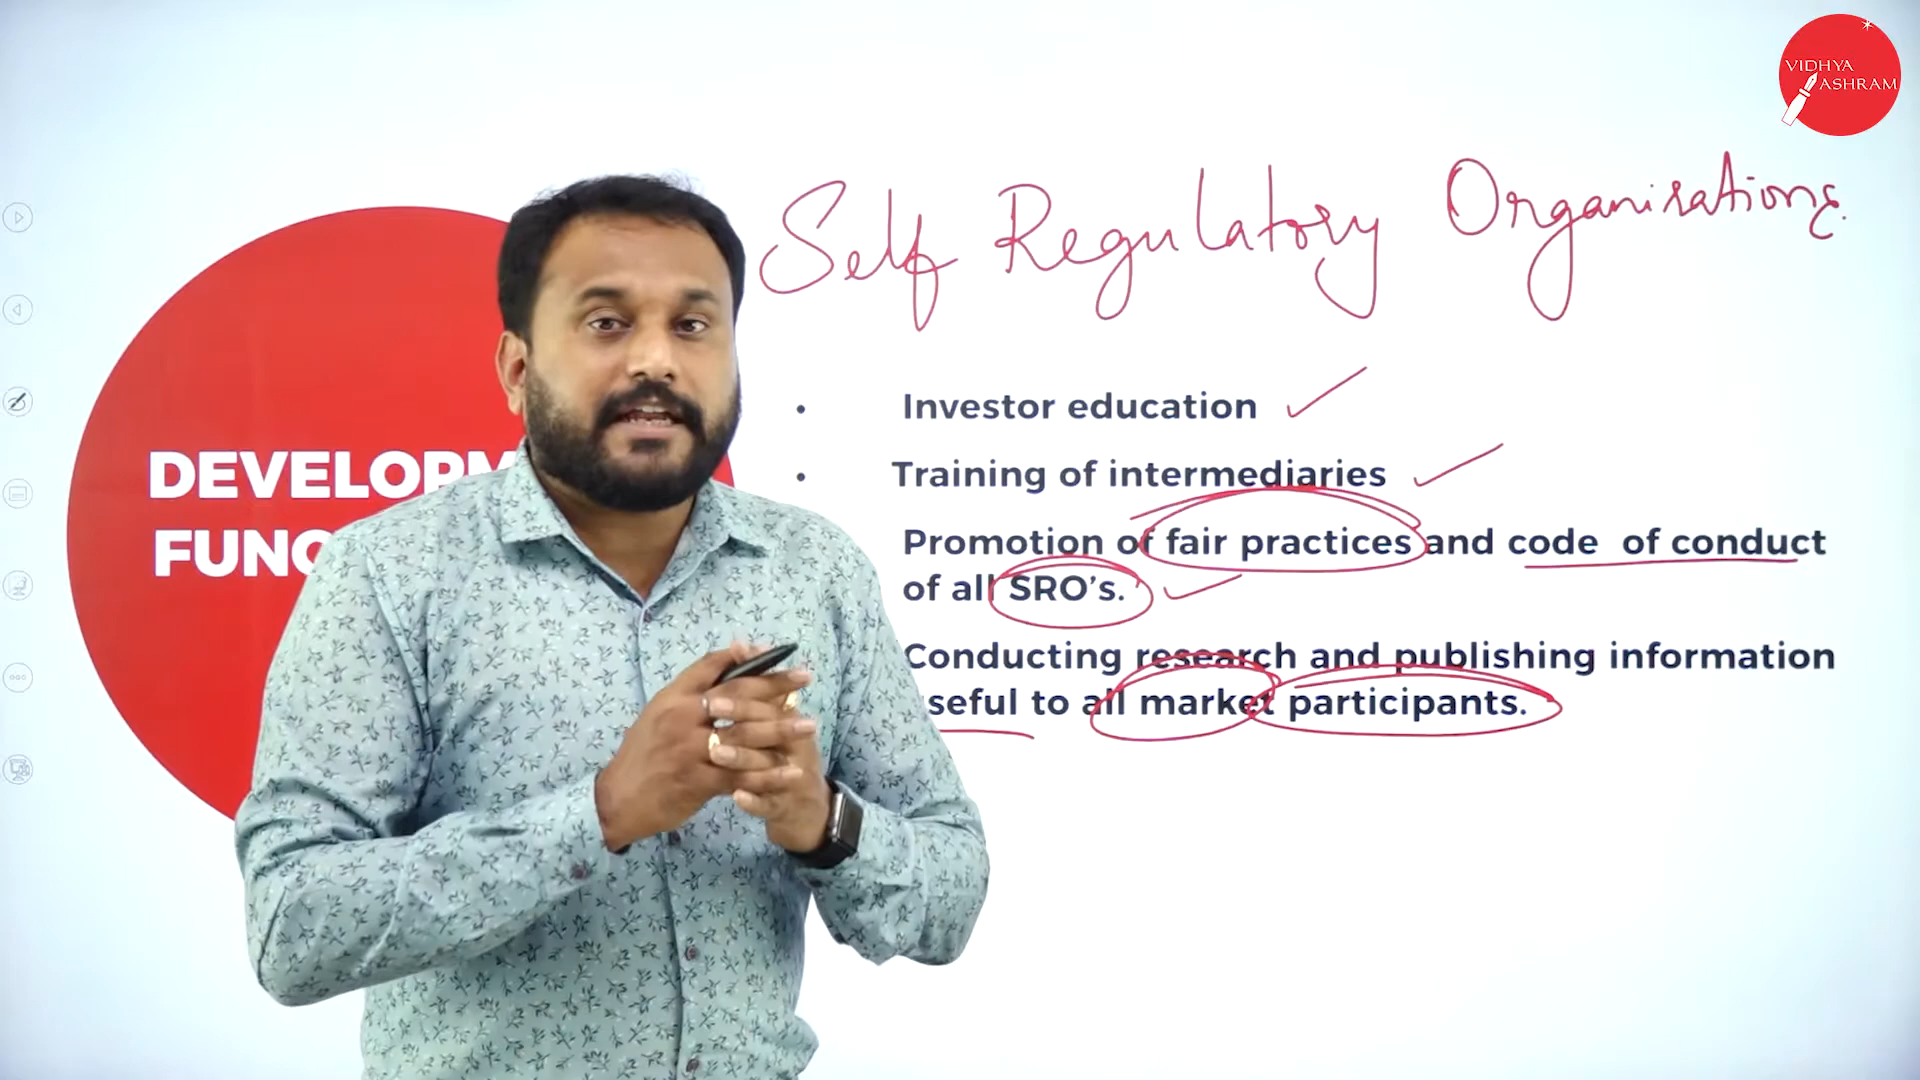 VIDHYA
ASHRAM
Self Regulatory Organisations
DEVELOPM
FUNC
• Investor education
• Training of intermediaries
Promotion of fair practices and code of conduct
of all SRO's.
Conducting research and publishing information
seful to all market participants.